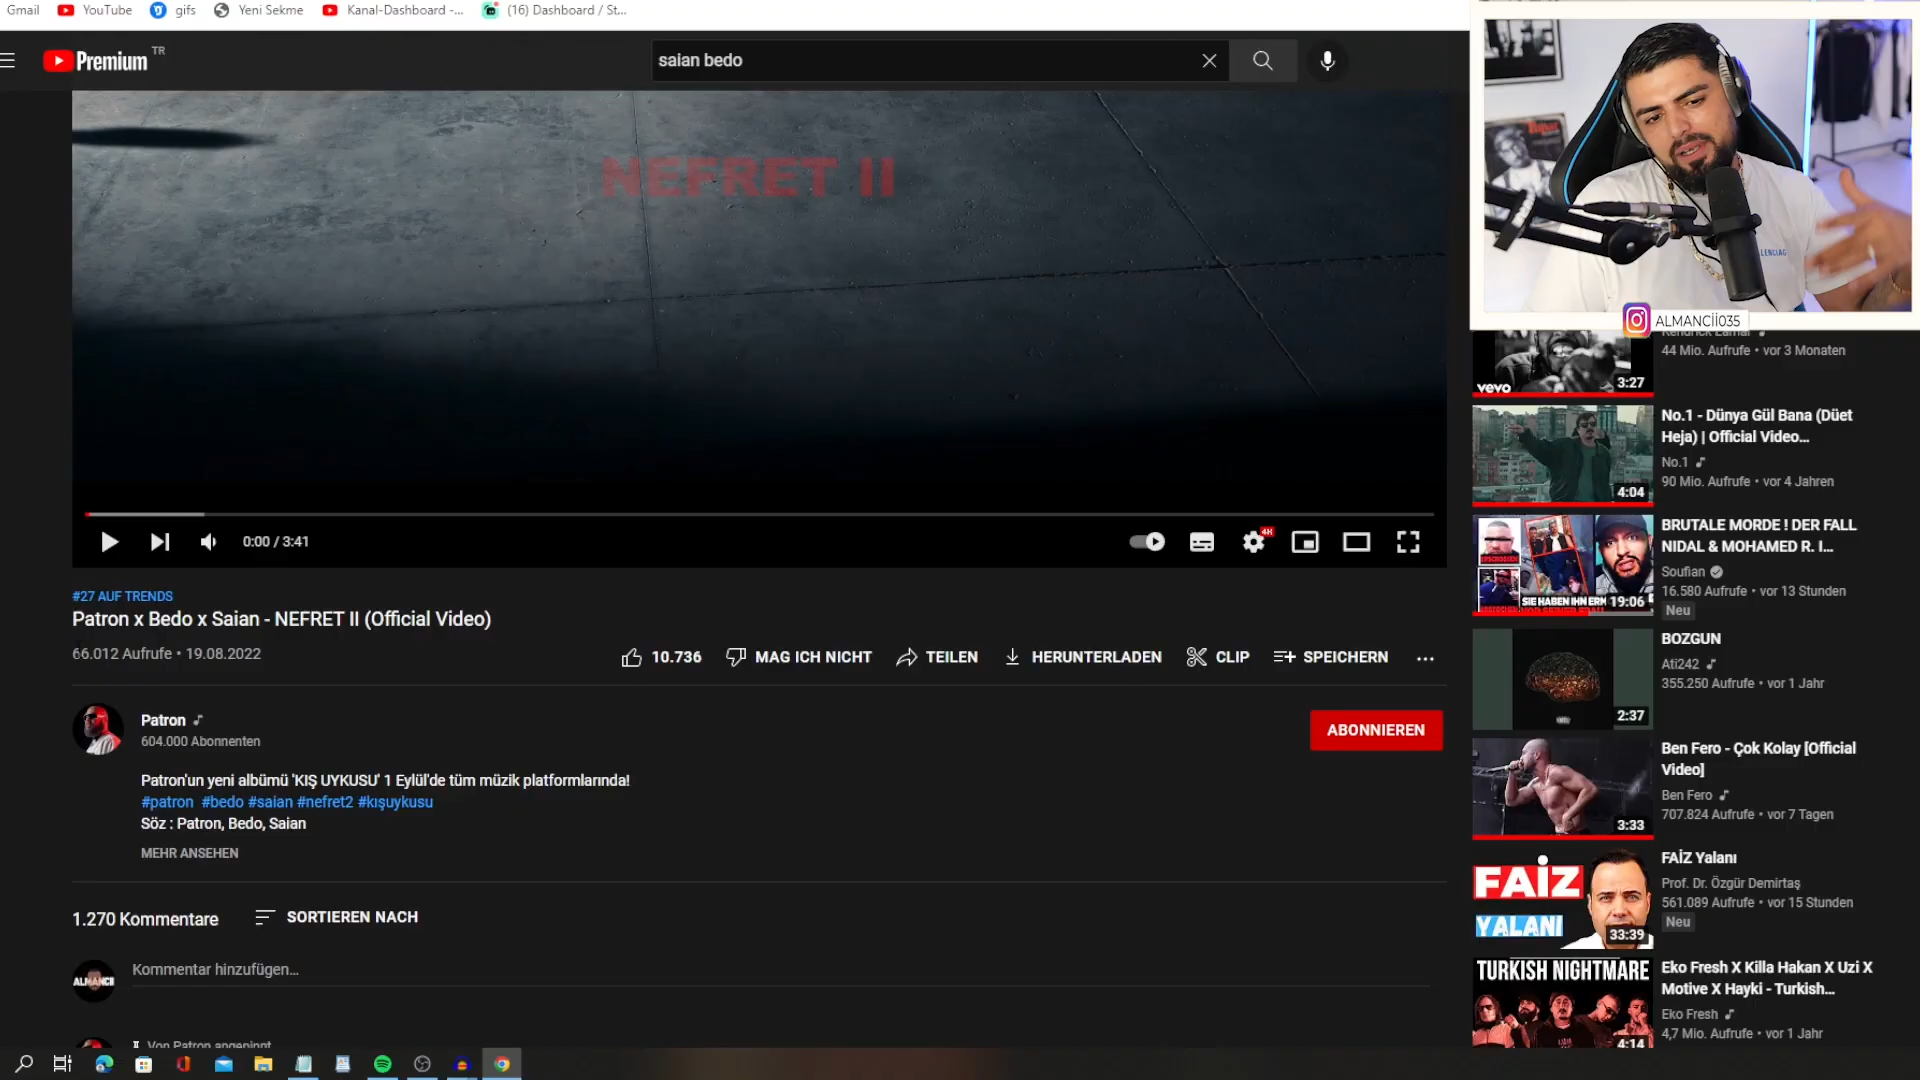 Gmail
YouTube
gifs
Yeni Sekme
Kanal-Dashboard -...
(16) Dashboard / St...
Premium TR
saian bedo
NEFRET II
0:00 / 3:41
#27 AUF TRENDS
Patron x Bedo x Saian - NEFRET II (Official Video)
66.012 Aufrufe • 19.08.2022
10.736
MAG ICH NICHT
TEILEN
HERUNTERLADEN
CLIP
SPEICHERN
Patron
604.000 Abonnenten
ABONNIEREN
Patron'un yeni albümü 'KIŞ UYKUSU' 1 Eylül'de tüm müzik platformlarında!
#patron #bedo #saian #nefret2 #kışuykusu
Söz : Patron, Bedo, Saian
MEHR ANSEHEN
1.270 Kommentare
SORTIEREN NACH
ALMANCII
Kommentar hinzufügen...
Von Patron angepinnt
ALMANCİİ035
Kendrick Lamar
44 Mio. Aufrufe • vor 3 Monaten
vevo
3:27
No.1 - Dünya Gül Bana (Düet
Heja) | Official Video...
No.1
90 Mio. Aufrufe • vor 4 Jahren
4:04
BRUTALE MORDE ! DER FALL
NIDAL & MOHAMED R. I...
Soufian
16.580 Aufrufe • vor 13 Stunden
Neu
SIE HABEN IHN ERM
19:06
BOZGUN
Ati242
355.250 Aufrufe • vor 1 Jahr
2:37
Ben Fero - Çok Kolay [Official
Video]
Ben Fero
707.824 Aufrufe • vor 7 Tagen
3:33
FAİZ Yalanı
Prof. Dr. Özgür Demirtaş
561.089 Aufrufe • vor 15 Stunden
Neu
FAİZ
YALANI
33:39
TURKISH NIGHTMARE
Eko Fresh X Killa Hakan X Uzi X
Motive X Hayki - Turkish...
Eko Fresh
4,7 Mio. Aufrufe • vor 1 Jahr
4:14